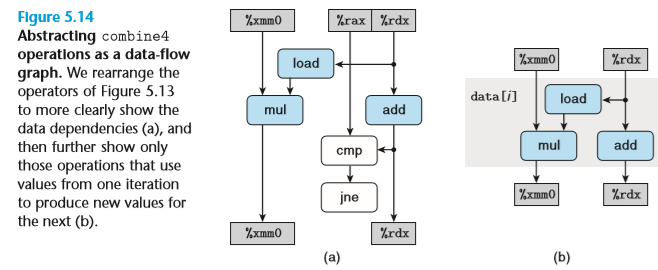 Figure 5.14
Abstracting combine4
operations as a data-flow
graph. We rearrange the
operators of Figure 5.13
to more clearly show the
data dependencies (a), and
then further show only
those operations that use
values from one iteration
to produce new values for
the next (b).
%xmm0 %rax %rdx
load
mul add
cmp
jne
%xmm0 %rdx
(a)
%xmm0 %rdx
data[i] load
mul add
%xmm0 %rdx
(b)